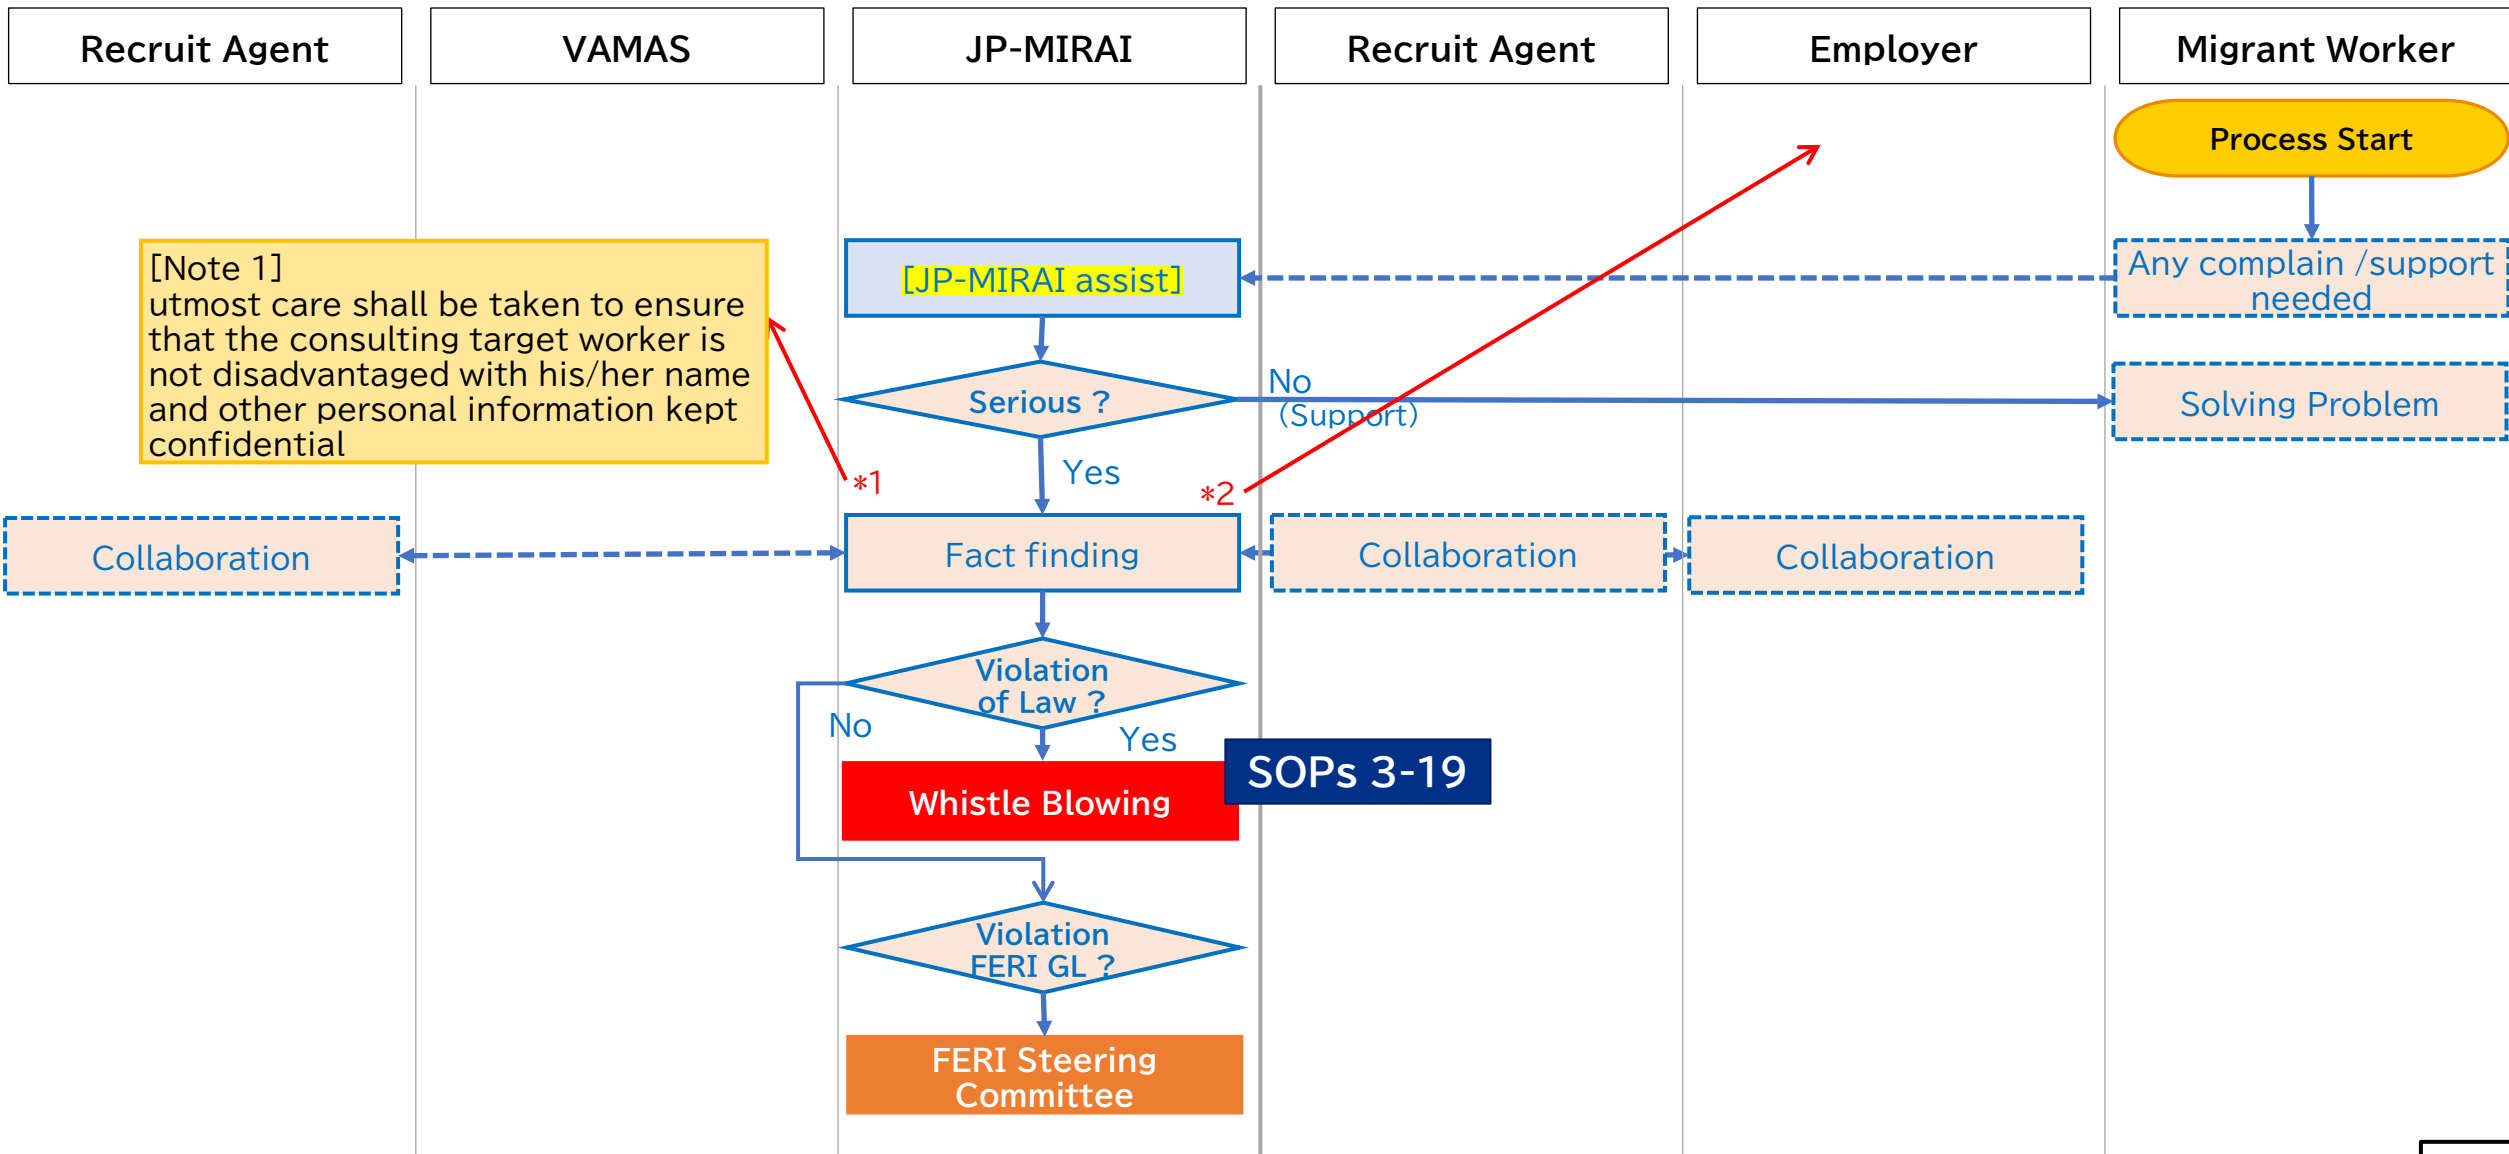 Recruit Agent
VAMAS
JP-MIRAI
Recruit Agent
Employer
Migrant Worker
Process Start
[Note 1]
utmost care shall be taken to ensure
that the consulting target worker is
not disadvantaged with his/her name
and other personal information kept
confidential
[JP-MIRAI assist]
Any complain /support
needed
Serious ?
No
(Support)
Solving Problem
Yes
*1
*2
Collaboration
Fact finding
Collaboration
Collaboration
Violation
of Law ?
No
Yes
SOPs 3-19
Whistle Blowing
Violation
FERI GL ?
FERI Steering
Committee